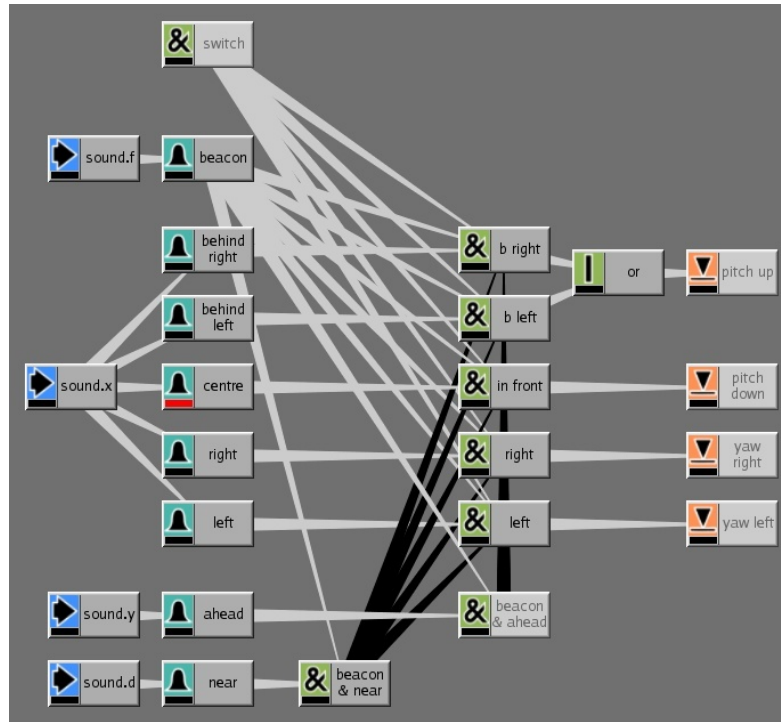 & switch
sound.f
beacon
behind
right
& b right
or
pitch up
behind
left
& b left
sound.x
centre
& in front
pitch
down
right
& right
yaw
right
left
& left
yaw left
sound.y
ahead
& beacon
& ahead
sound.d
near
& beacon
& near